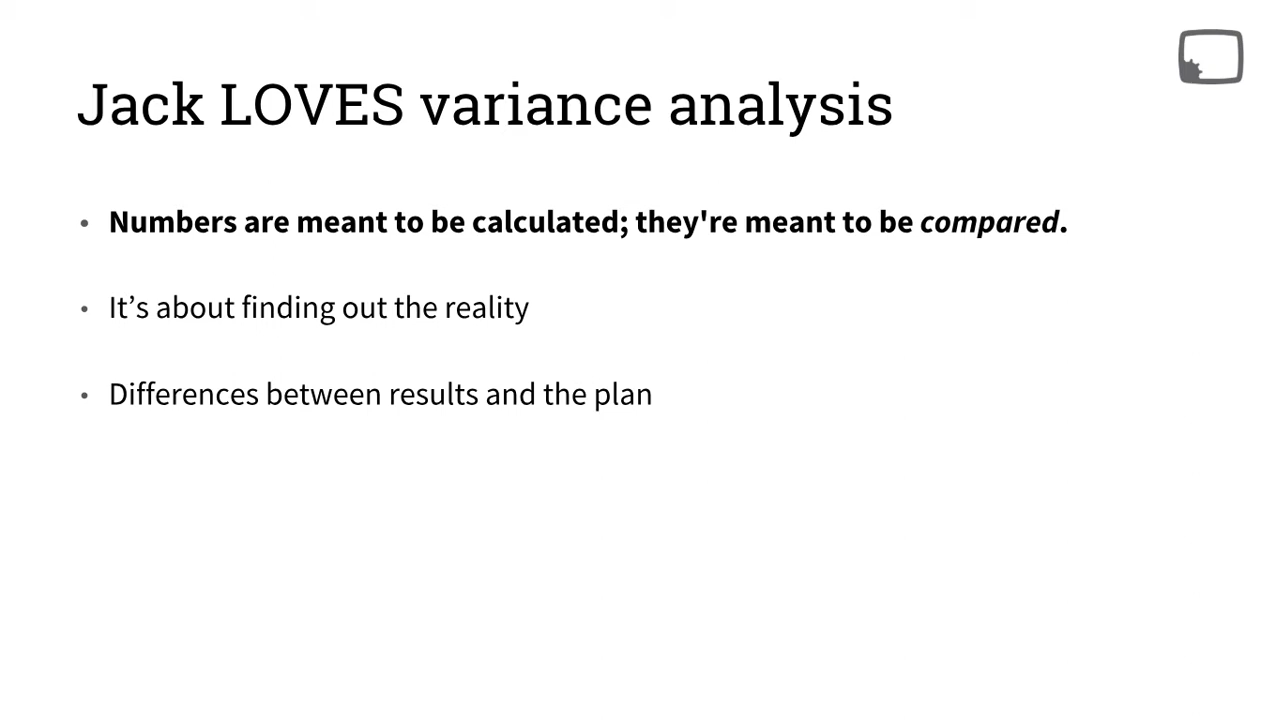 Jack LOVES variance analysis
• Numbers are meant to be calculated; they're meant to be compared.
• It’s about finding out the reality
• Differences between results and the plan